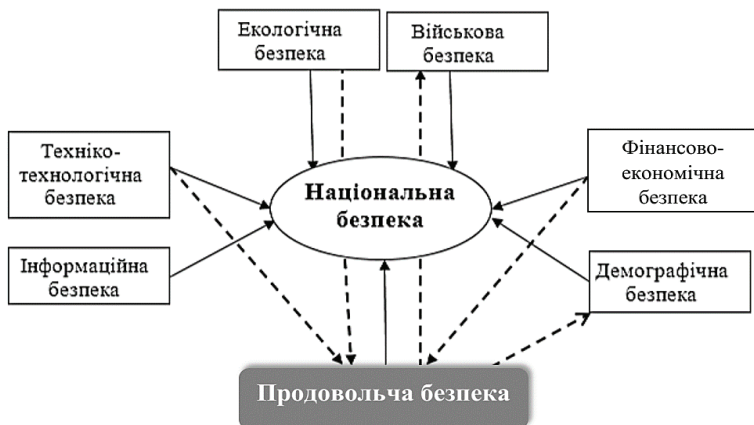 Екологічна
безпека
Військова
безпека
Техніко-
технологічна
безпека
Національна
безпека
Фінансово-
економічна
безпека
Інформаційна
безпека
Демографічна
безпека
Продовольча безпека